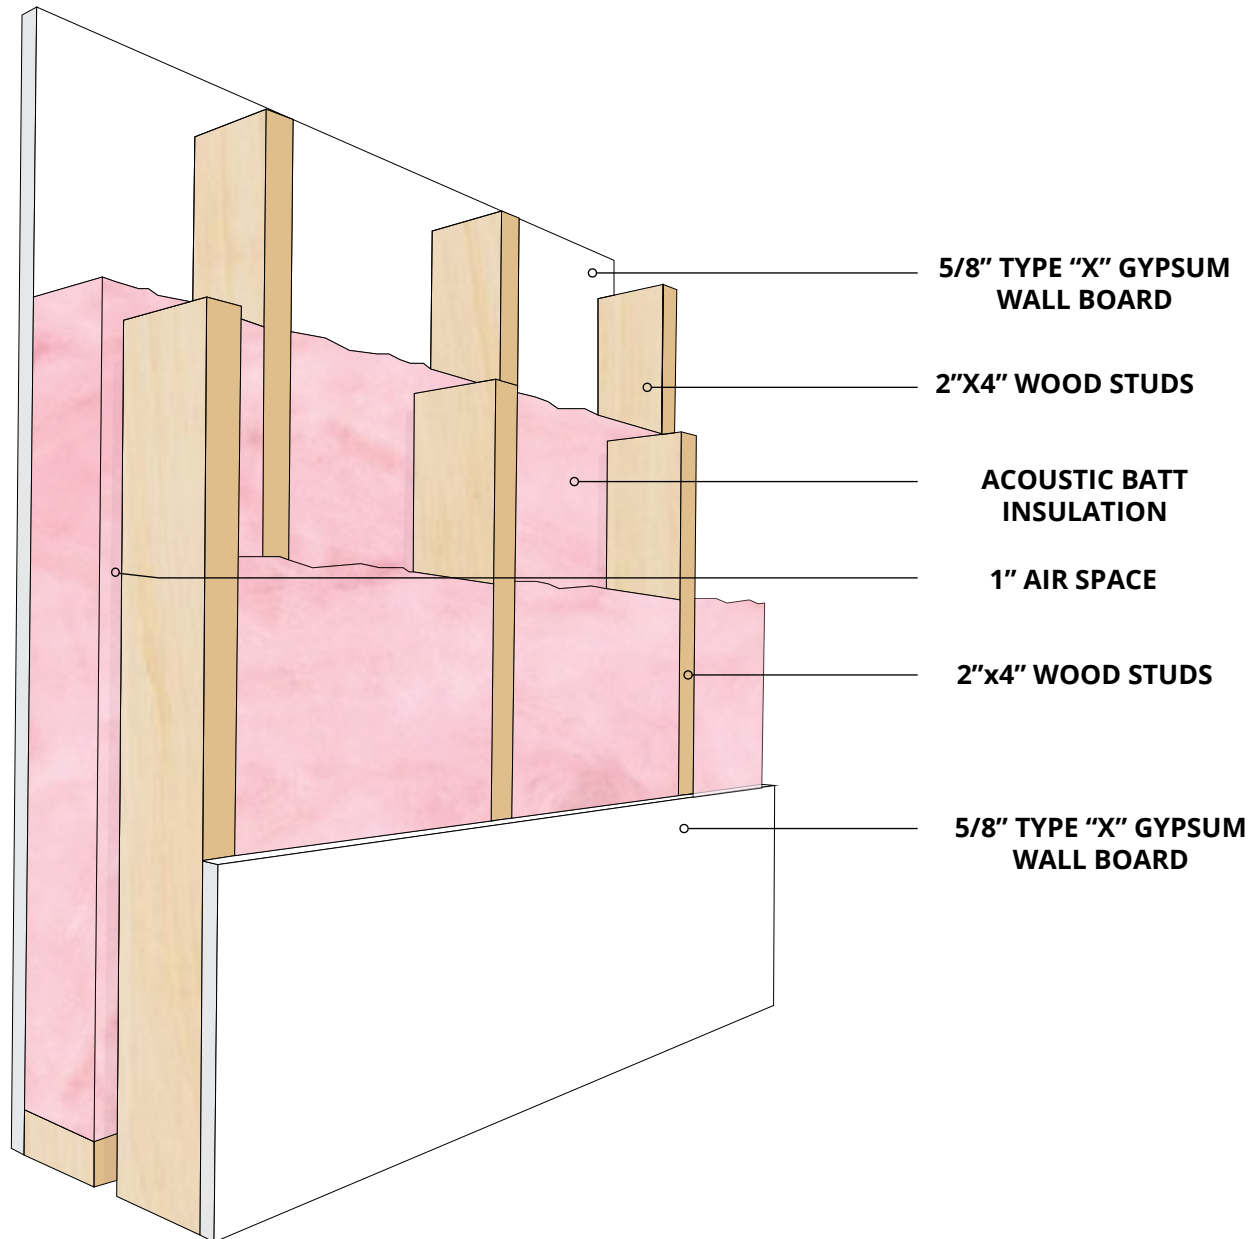 5/8” TYPE “X” GYPSUM
WALL BOARD
2”X4” WOOD STUDS
ACOUSTIC BATT
INSULATION
1” AIR SPACE
2”x4” WOOD STUDS
5/8” TYPE “X” GYPSUM
WALL BOARD